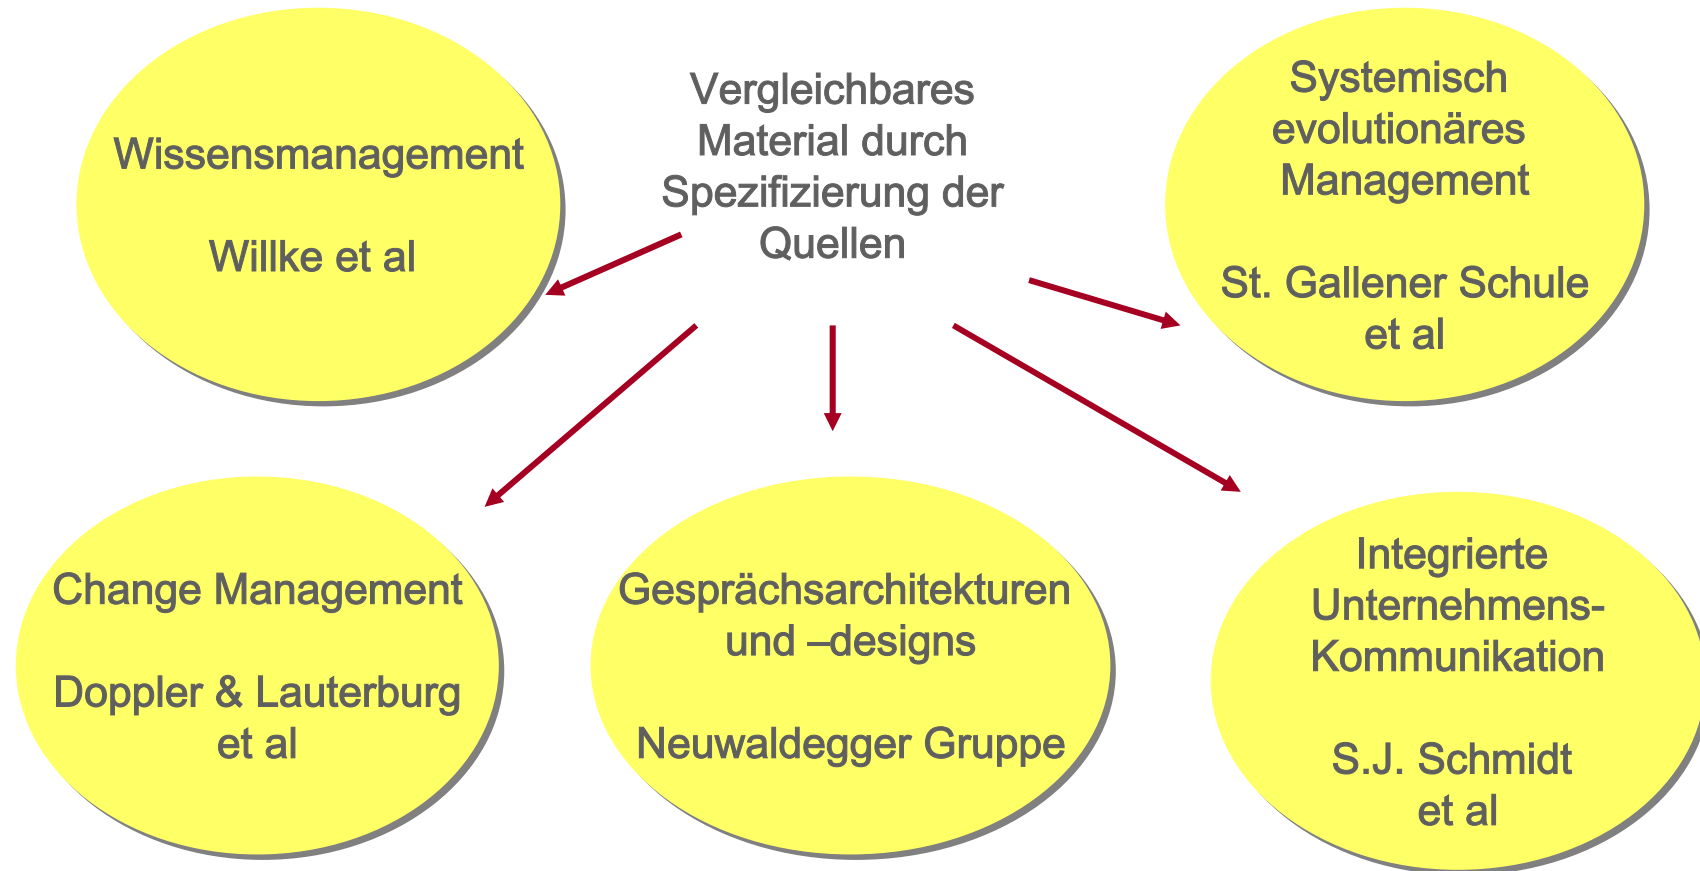 Vergleichbares
Material durch
Spezifizierung der
Quellen
Wissensmanagement
Willke et al
Systemisch
evolutionäres
Management
St. Gallener Schule
et al
Change Management
Doppler & Lauterburg
et al
Gesprächsarchitekturen
und –designs
Neuwaldegger Gruppe
Integrierte
Unternehmens-
Kommunikation
S.J. Schmidt
et al